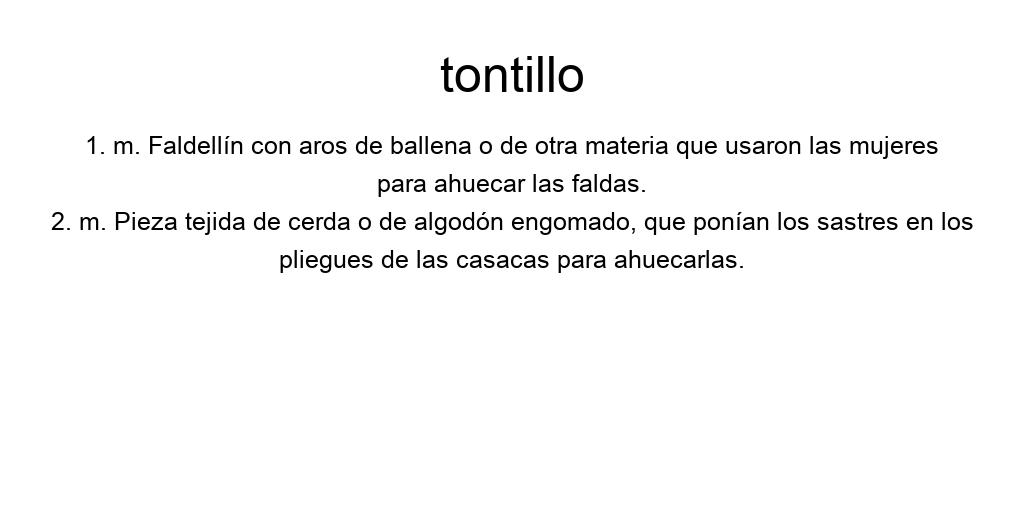 tontillo
1. m. Faldellín con aros de ballena o de otra materia que usaron las mujeres
para ahuecar las faldas.
2. m. Pieza tejida de cerda o de algodón engomado, que ponían los sastres en los
pliegues de las casacas para ahuecarlas.